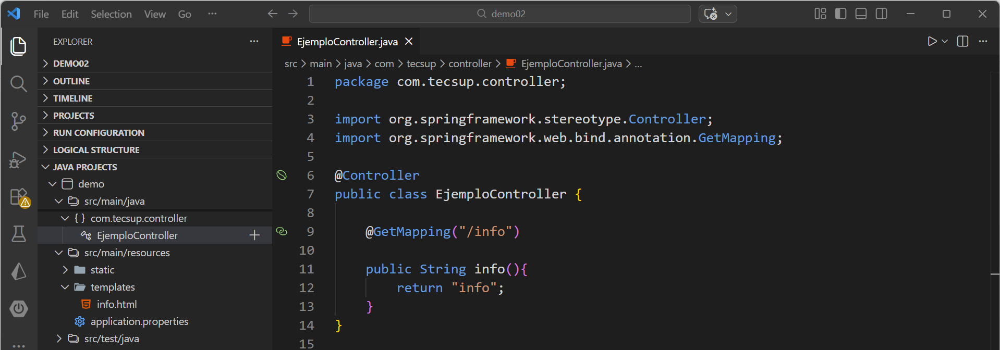 File Edit Selection View Go ··· demo02
EXPLORER ···
DEMO02
OUTLINE
TIMELINE
PROJECTS
RUN CONFIGURATION
LOGICAL STRUCTURE
JAVA PROJECTS
demo
src/main/java
{ } com.tecsup.controller
EjemploController
src/main/resources
static
templates
info.html
application.properties
src/test/java
EjemploController.java
src > main > java > com > tecsup > controller > EjemploController.java > ...
1 package com.tecsup.controller;
2
3 import org.springframework.stereotype.Controller;
4 import org.springframework.web.bind.annotation.GetMapping;
5
6 @Controller
7 public class EjemploController {
8
9 @GetMapping("/info")
10
11 public String info(){
12 return "info";
13 }
14 }
15